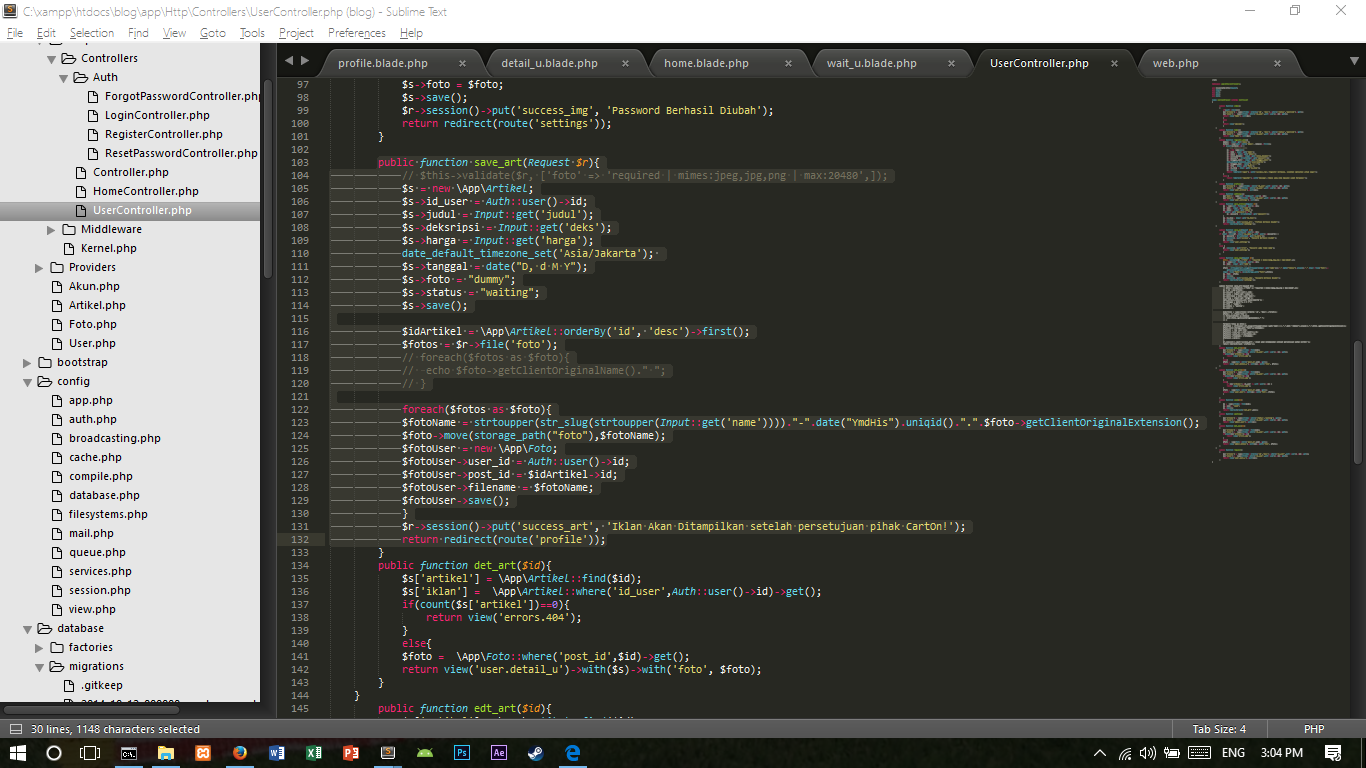 C:\xampp\htdocs\blog\app\Http\Controllers\UserController.php (blog) - Sublime Text
File Edit Selection Find View Goto Tools Project Preferences Help
Controllers
Auth
ForgotPasswordController.php
LoginController.php
RegisterController.php
ResetPasswordController.php
Controller.php
HomeController.php
UserController.php
Middleware
Kernel.php
Providers
Akun.php
Artikel.php
Foto.php
User.php
bootstrap
config
app.php
auth.php
broadcasting.php
cache.php
compile.php
database.php
filesystems.php
mail.php
queue.php
services.php
session.php
view.php
database
factories
migrations
.gitkeep
profile.blade.php detail_u.blade.php home.blade.php wait_u.blade.php UserController.php web.php
97 $s->foto = $foto;
98 $s->save();
99 $r->session()->put('success_img', 'Password Berhasil Diubah');
100 return redirect(route('settings'));
101 }
102
103 public function save_art(Request $r){
104 // $this->validate($r, ['foto' => 'required | mimes:jpeg,jpg,png | max:20480',]);
105 $s = new \App\Artikel;
106 $s->id_user = Auth::user()->id;
107 $s->judul = Input::get('judul');
108 $s->deksripsi = Input::get('deks');
109 $s->harga = Input::get('harga');
110 date_default_timezone_set('Asia/Jakarta');
111 $s->tanggal = date("D, d M Y");
112 $s->foto = "dummy";
113 $s->status = "waiting";
114 $s->save();
115
116 $idArtikel = \App\Artikel::orderBy('id', 'desc')->first();
117 $fotos = $r->file('foto');
118 // foreach($fotos as $foto){
119 // echo $foto->getClientOriginalName()." ";
120 // }
121
122 foreach($fotos as $foto){
123 $fotoName = strtoupper(str_slug(strtoupper(Input::get('name'))))."-".date("YmdHis").uniqid().".".$foto->getClientOriginalExtension();
124 $foto->move(storage_path("foto"),$fotoName);
125 $fotoUser = new \App\Foto;
126 $fotoUser->user_id = Auth::user()->id;
127 $fotoUser->post_id = $idArtikel->id;
128 $fotoUser->filename = $fotoName;
129 $fotoUser->save();
130 }
131 $r->session()->put('success_art', 'Iklan Akan Ditampilkan setelah persetujuan pihak CartOn!');
132 return redirect(route('profile'));
133 }
134 public function det_art($id){
135 $s['artikel'] = \App\Artikel::find($id);
136 $s['iklan'] = \App\Artikel::where('id_user',Auth::user()->id)->get();
137 if(count($s['artikel'])==0){
138 return view('errors.404');
139 }
140 else{
141 $foto = \App\Foto::where('post_id',$id)->get();
142 return view('user.detail_u')->with($s)->with('foto', $foto);
143 }
144 }
145 public function edt_art($id){
30 lines, 1148 characters selected
Tab Size: 4 PHP
ENG 3:04 PM